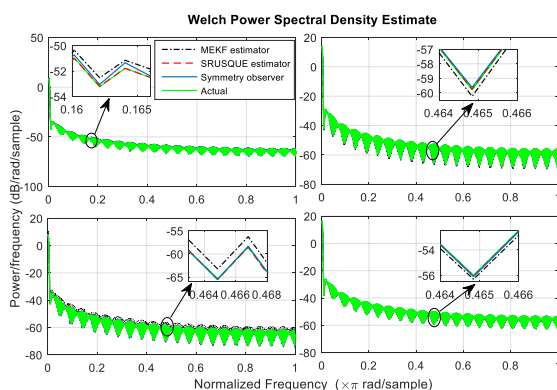 Welch Power Spectral Density Estimate
Power/frequency (dB/rad/sample)
50
0
-50
-100
0 0.2 0.4 0.6 0.8 1
-50
-52
-54
0.16 0.165
MEKF estimator
SRUSQUE estimator
Symmetry observer
Actual
20
0
-20
-40
-60
-80
0 0.2 0.4 0.6 0.8 1
-57
-58
-59
-60
0.464 0.465 0.466
20
0
-20
-40
-60
-80
0 0.2 0.4 0.6 0.8 1
-55
-60
-65
0.464 0.466 0.468
20
0
-20
-40
-60
-80
0 0.2 0.4 0.6 0.8 1
-54
-56
0.464 0.465 0.466
Normalized Frequency (×π rad/sample)